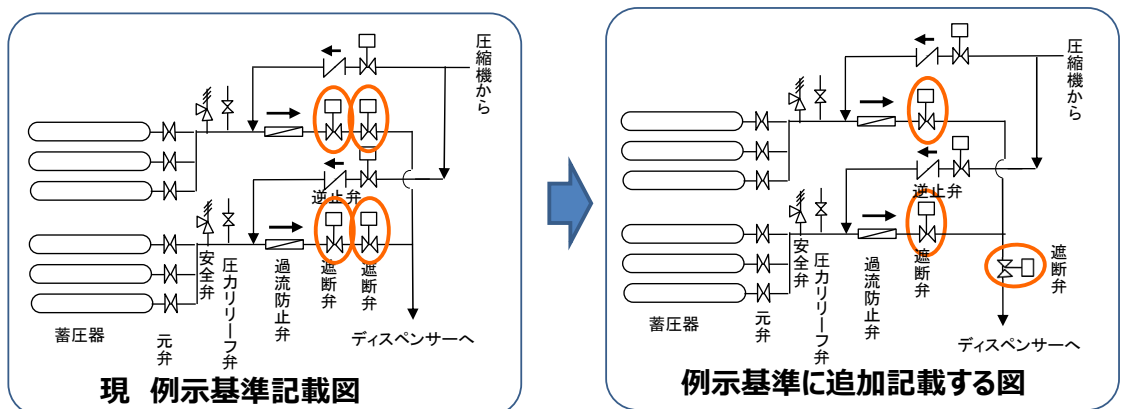 圧縮機から
逆止弁
安全弁
圧力リリーフ弁
過流防止弁
遮断弁
遮断弁
蓄圧器
元弁
ディスペンサーへ
現 例示基準記載図
圧縮機から
逆止弁
安全弁
圧力リリーフ弁
過流防止弁
遮断弁
遮断弁
蓄圧器
元弁
ディスペンサーへ
例示基準に追加記載する図